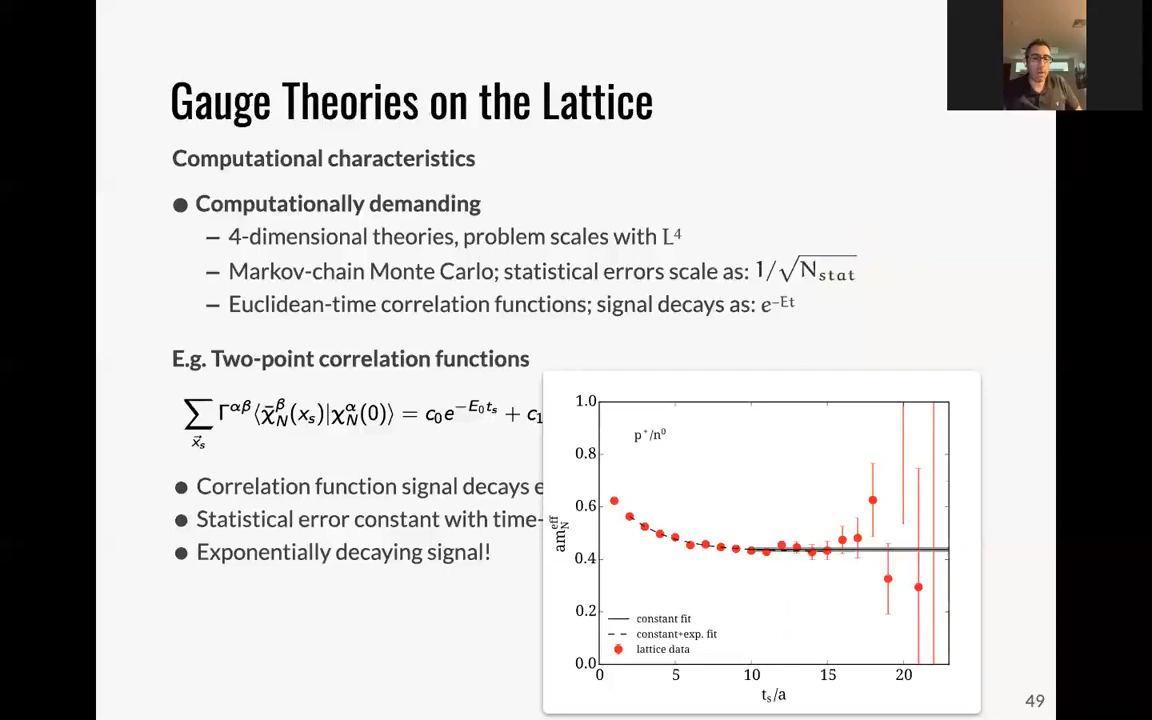 Gauge Theories on the Lattice
Computational characteristics
● Computationally demanding
– 4-dimensional theories, problem scales with L⁴
– Markov-chain Monte Carlo; statistical errors scale as: 1/√N_stat
– Euclidean-time correlation functions; signal decays as: e^{-Et}
E.g. Two-point correlation functions
∑_{x⃗_s} Γ^{αβ}⟨χ̄_N^β(x_s)|χ_N^α(0)⟩ = c₀e^{-E₀t_s} + c₁
● Correlation function signal decays e
● Statistical error constant with time-
● Exponentially decaying signal!
1.0
0.8
0.6
0.4
0.2
0.0
am_N^eff
p⁺/n⁰
constant fit
constant+exp. fit
lattice data
0 5 10 15 20
t_s/a
49